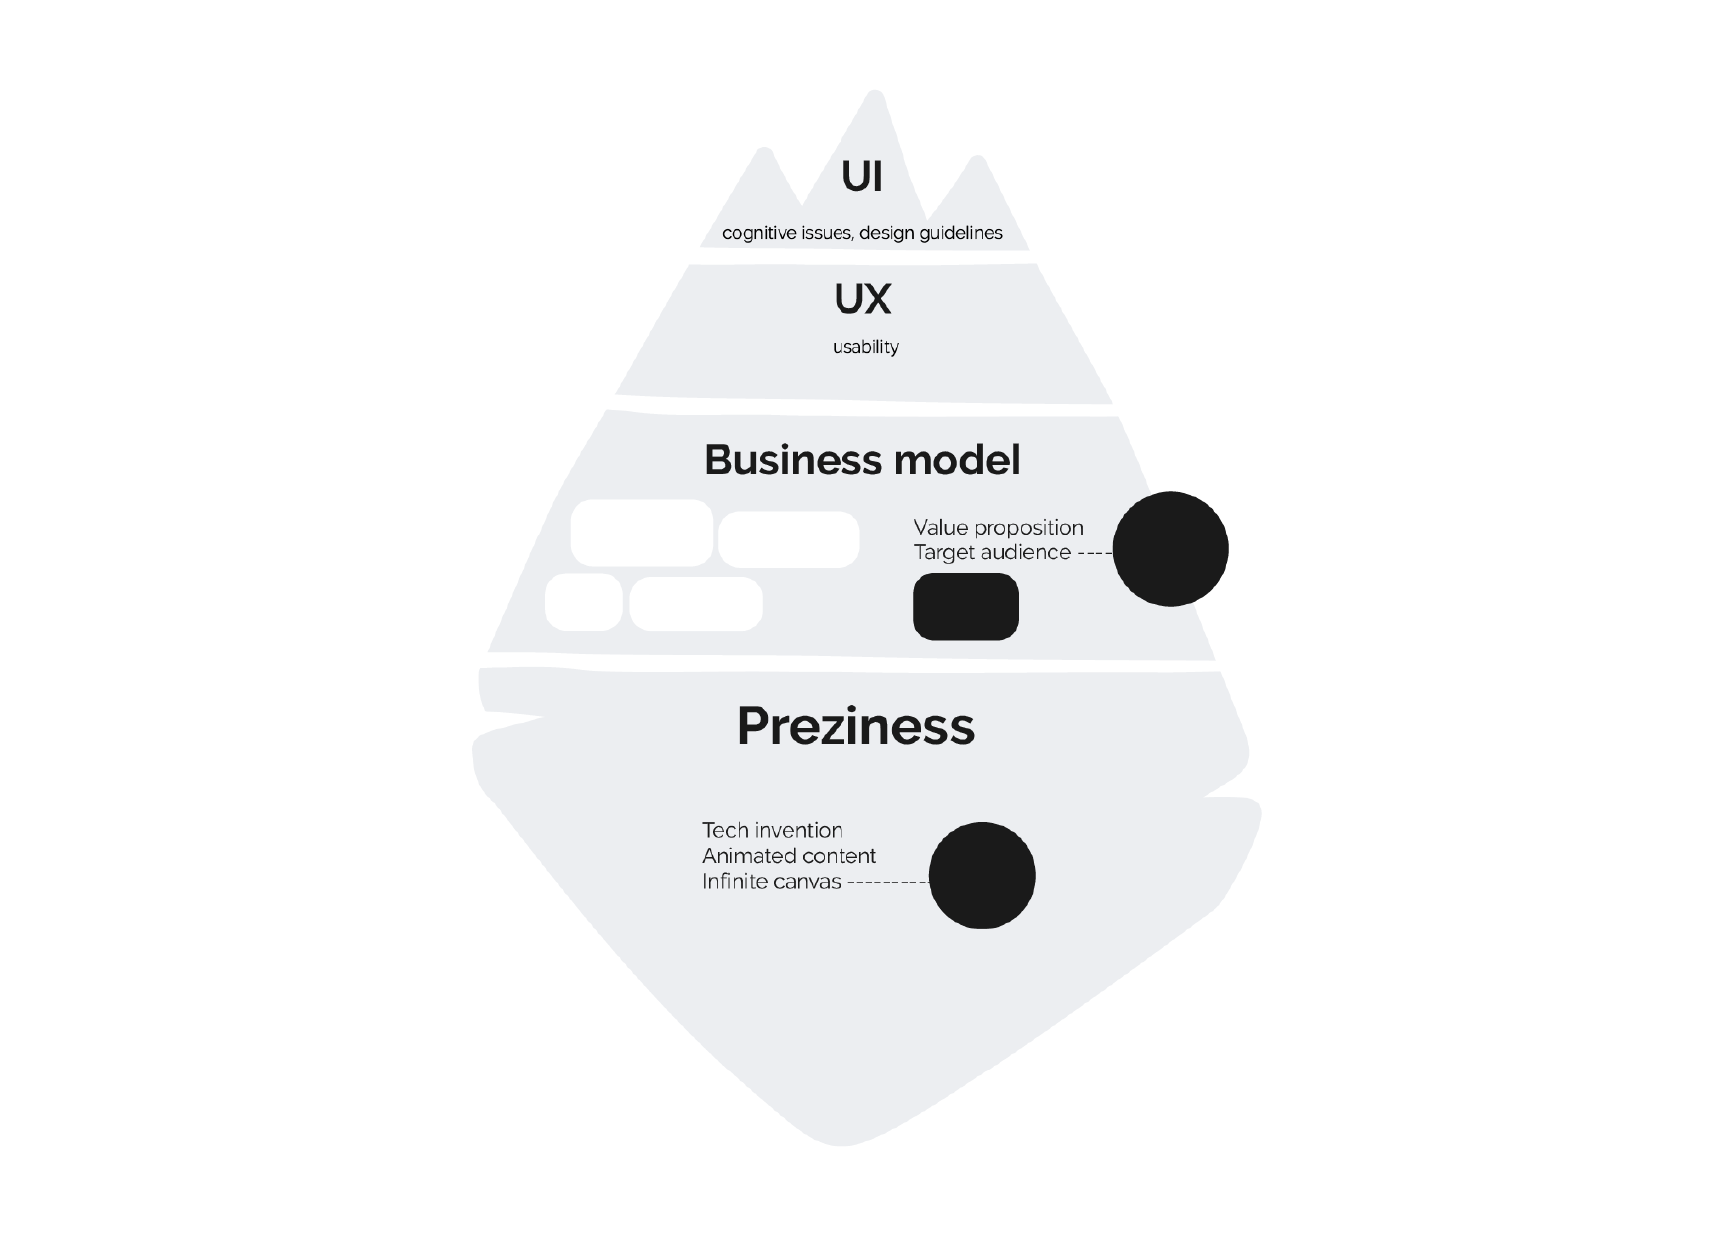 UI
cognitive issues, design guidelines
UX
usability
Business model
Value proposition
Target audience
Preziness
Tech invention
Animated content
Infinite canvas